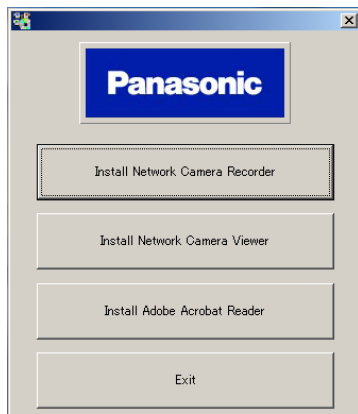 Panasonic
Install Network Camera Recorder
Install Network Camera Viewer
Install Adobe Acrobat Reader
Exit